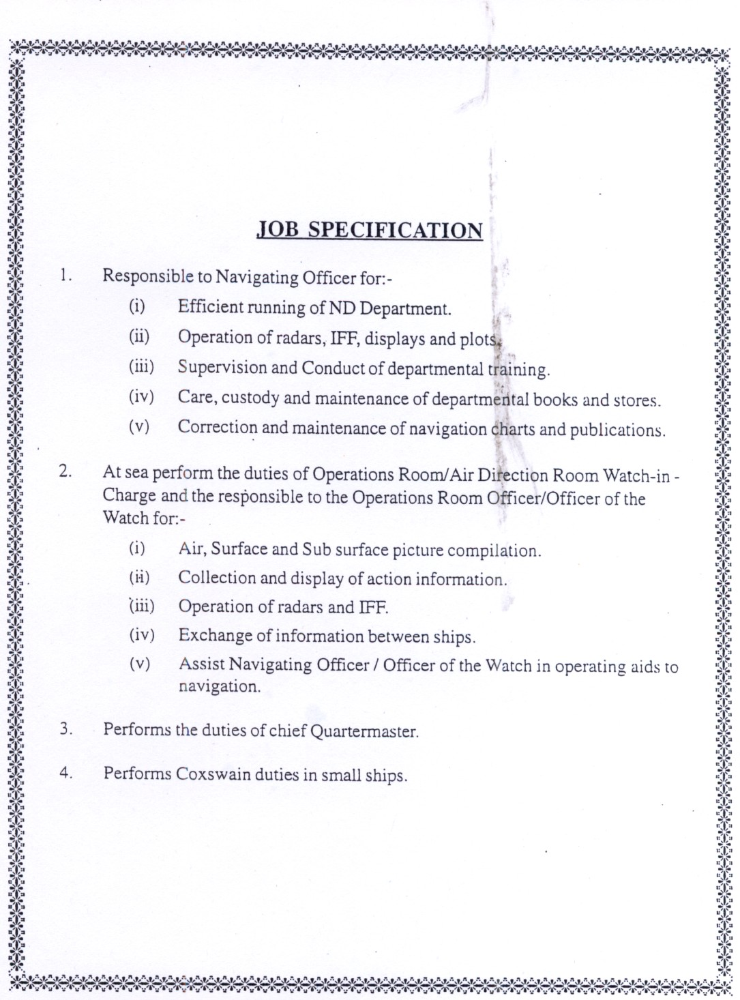 JOB SPECIFICATION
1. Responsible to Navigating Officer for:-
(i) Efficient running of ND Department.
(ii) Operation of radars, IFF, displays and plots.
(iii) Supervision and Conduct of departmental training.
(iv) Care, custody and maintenance of departmental books and stores.
(v) Correction and maintenance of navigation charts and publications.
2. At sea perform the duties of Operations Room/Air Direction Room Watch-in -
Charge and the responsible to the Operations Room Officer/Officer of the
Watch for:-
(i) Air, Surface and Sub surface picture compilation.
(ii) Collection and display of action information.
(iii) Operation of radars and IFF.
(iv) Exchange of information between ships.
(v) Assist Navigating Officer / Officer of the Watch in operating aids to
navigation.
3. Performs the duties of chief Quartermaster.
4. Performs Coxswain duties in small ships.